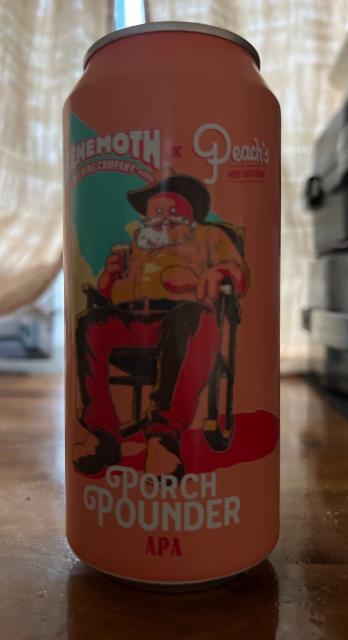 EHEMOTH x Peach's
BREWING COMPANY HOT CHICKEN
PORCH
POUNDER
APA